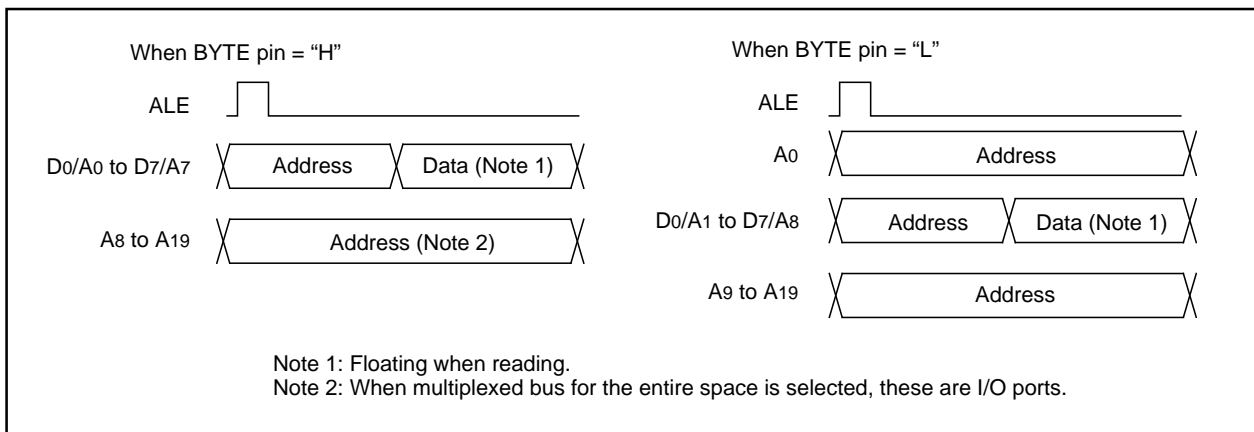 When BYTE pin = “H”
ALE
D0/A0 to D7/A7
Address
Data (Note 1)
A8 to A19
Address (Note 2)
When BYTE pin = “L”
ALE
A0
Address
D0/A1 to D7/A8
Address
Data (Note 1)
A9 to A19
Address
Note 1: Floating when reading.
Note 2: When multiplexed bus for the entire space is selected, these are I/O ports.